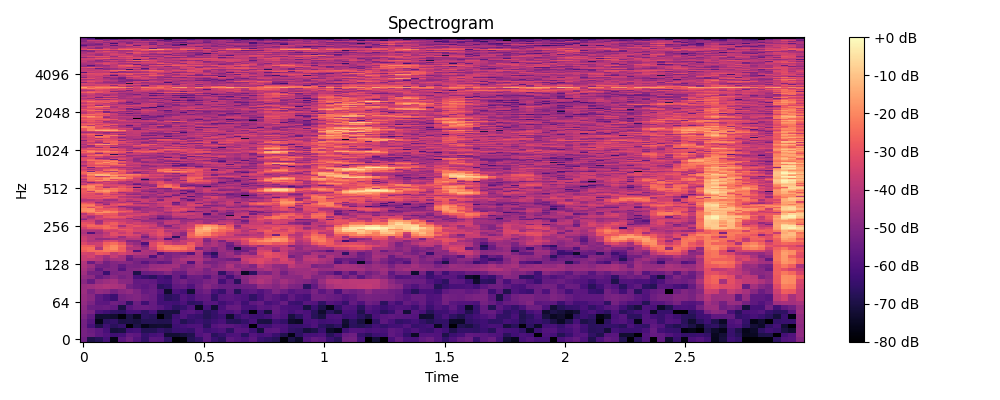 Spectrogram
Hz
4096
2048
1024
512
256
128
64
0
0
0.5
1
1.5
2
2.5
Time
+0 dB
-10 dB
-20 dB
-30 dB
-40 dB
-50 dB
-60 dB
-70 dB
-80 dB